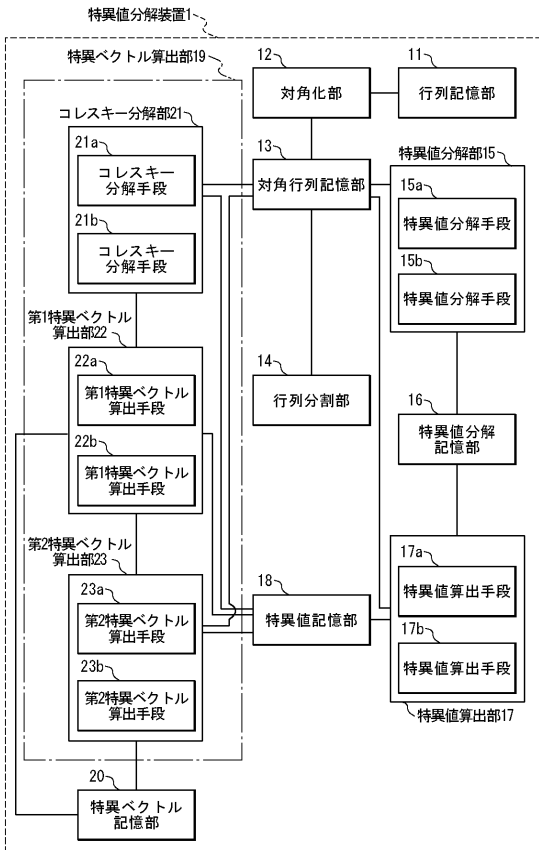 特異値分解装置1
特異ベクトル算出部19
コレスキー分解部21
21a
コレスキー
分解手段
21b
コレスキー
分解手段
第1特異ベクトル
算出部22
22a
第1特異ベクトル
算出手段
22b
第1特異ベクトル
算出手段
第2特異ベクトル
算出部23
23a
第2特異ベクトル
算出手段
23b
第2特異ベクトル
算出手段
20
特異ベクトル
記憶部
12
対角化部
11
行列記憶部
13
対角行列記憶部
14
行列分割部
18
特異値記憶部
特異値分解部15
15a
特異値分解手段
15b
特異値分解手段
16
特異値分解
記憶部
17a
特異値算出手段
17b
特異値算出手段
特異値算出部17